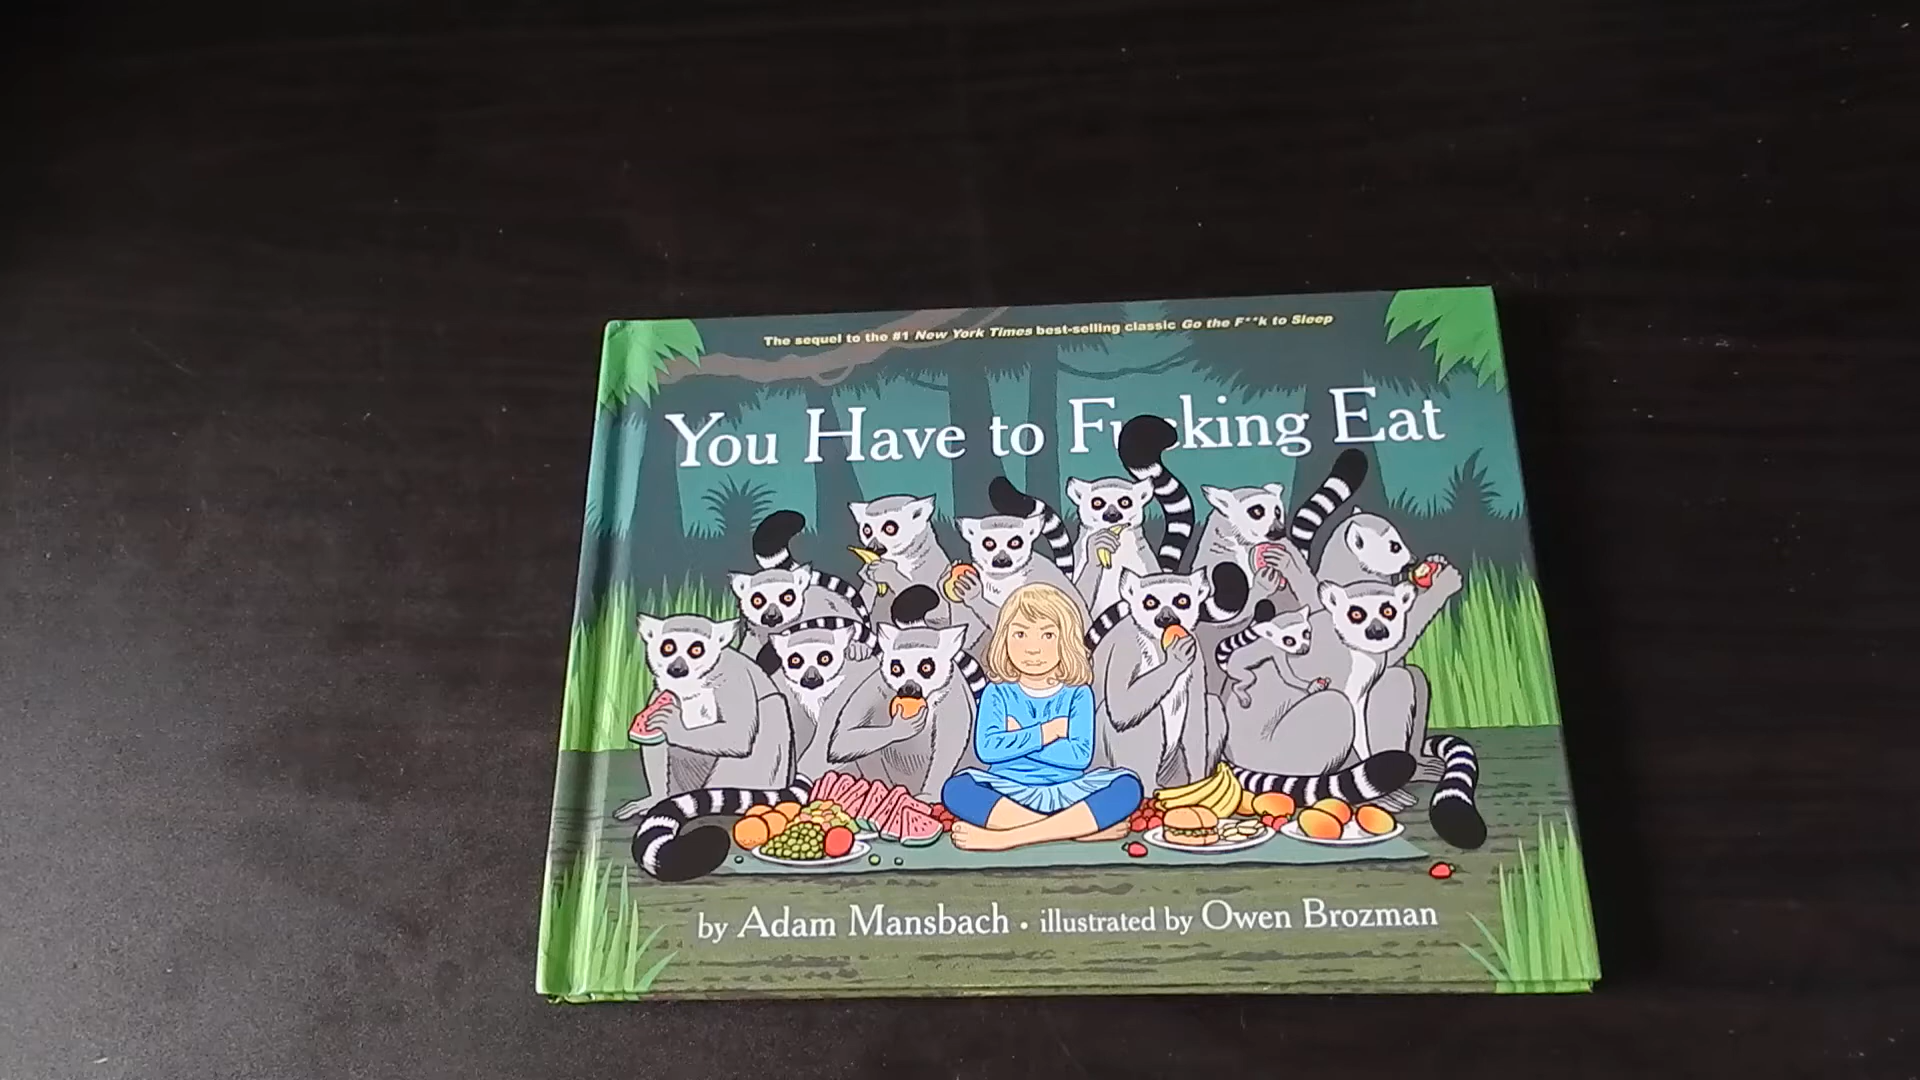 The sequel to the #1 New York Times best-selling classic Go the F**k to Sleep
You Have to Fucking Eat
by Adam Mansbach • illustrated by Owen Brozman